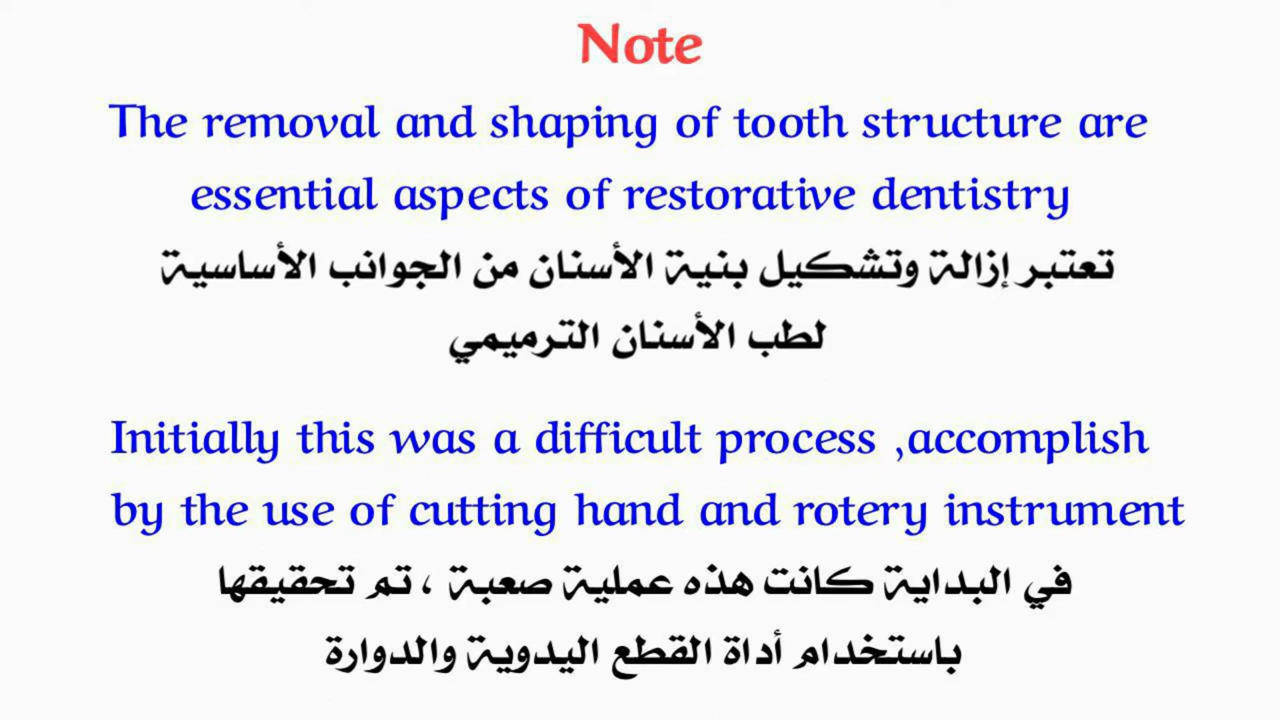 Note
The removal and shaping of tooth structure are
essential aspects of restorative dentistry
تعتبر إزالة وتشكيل بنية الأسنان من الجوانب الأساسية
لطب الأسنان الترميمي
Initially this was a difficult process ,accomplish
by the use of cutting hand and rotery instrument
في البداية كانت هذه عملية صعبة ، تم تحقيقها
باستخدام أداة القطع اليدوية والدوارة